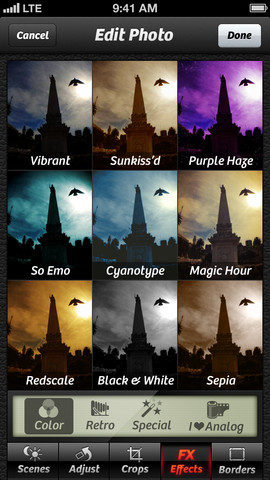 LTE 9:41 AM
Cancel Edit Photo Done
Vibrant Sunkiss'd Purple Haze
So Emo Cyanotype Magic Hour
Redscale Black & White Sepia
Color Retro Special I❤Analog
FX
Scenes Adjust Crops Effects Borders